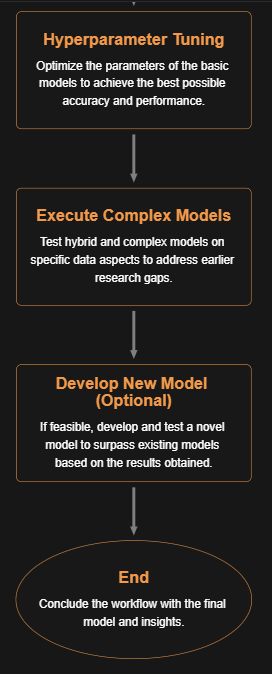 Hyperparameter Tuning
Optimize the parameters of the basic
models to achieve the best possible
accuracy and performance.
Execute Complex Models
Test hybrid and complex models on
specific data aspects to address earlier
research gaps.
Develop New Model
(Optional)
If feasible, develop and test a novel
model to surpass existing models
based on the results obtained.
End
Conclude the workflow with the final
model and insights.